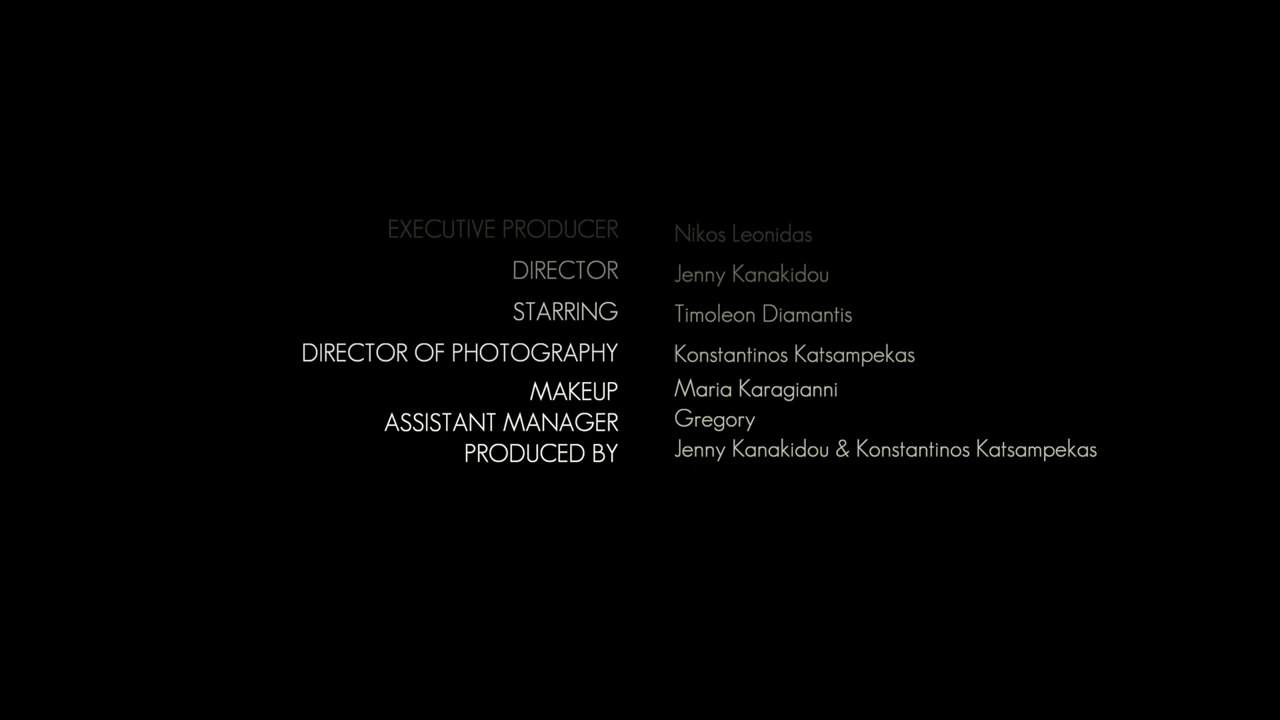 EXECUTIVE PRODUCER Nikos Leonidas
DIRECTOR Jenny Kanakidou
STARRING Timoleon Diamantis
DIRECTOR OF PHOTOGRAPHY Konstantinos Katsampekas
MAKEUP Maria Karagianni
ASSISTANT MANAGER Gregory
PRODUCED BY Jenny Kanakidou & Konstantinos Katsampekas